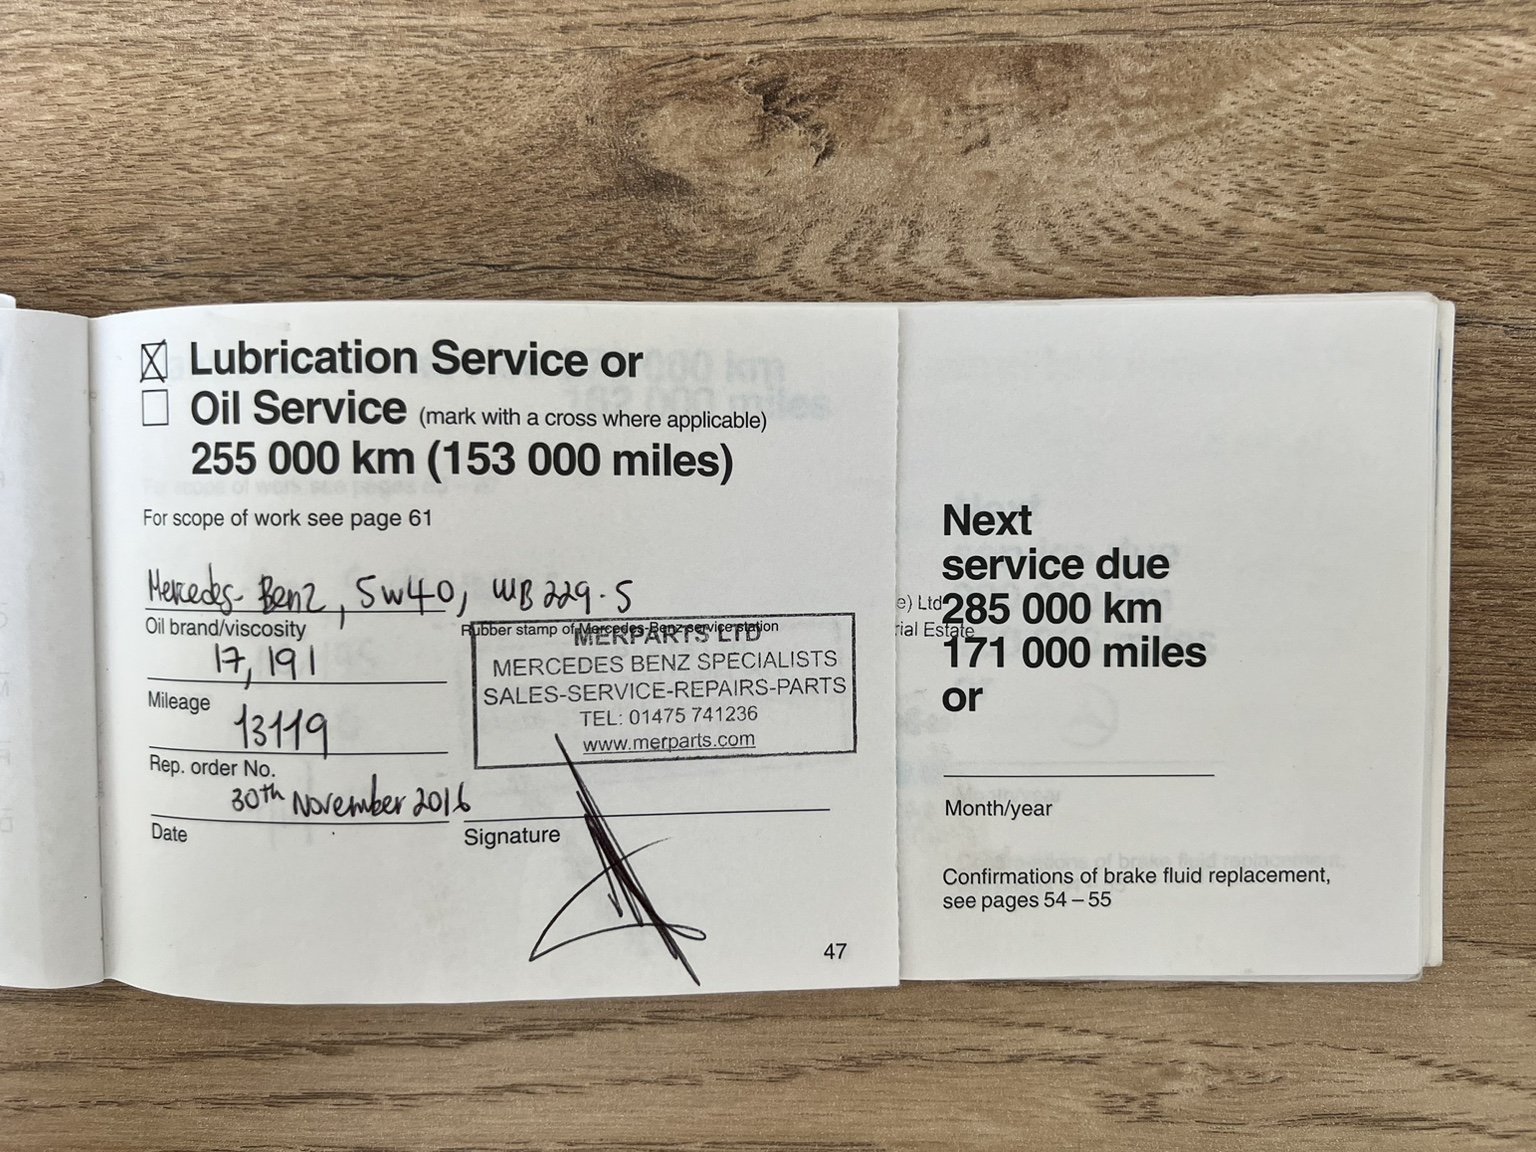 Lubrication Service or
Oil Service (mark with a cross where applicable)
255 000 km (153 000 miles)
For scope of work see page 61
Mercedes-Benz, 5w40, MB 229.5
Oil brand/viscosity
Rubber stamp of Mercedes-Benz service station
17,191
Mileage
13119
Rep. order No.
30th November 2016
Date
MERPARTS LTD
MERCEDES BENZ SPECIALISTS
SALES-SERVICE-REPAIRS-PARTS
TEL: 01475 741236
www.merparts.com
Signature
47
e) Ltd
rial Estate
Next
service due
285 000 km
171 000 miles
or
Month/year
Confirmations of brake fluid replacement,
see pages 54 – 55